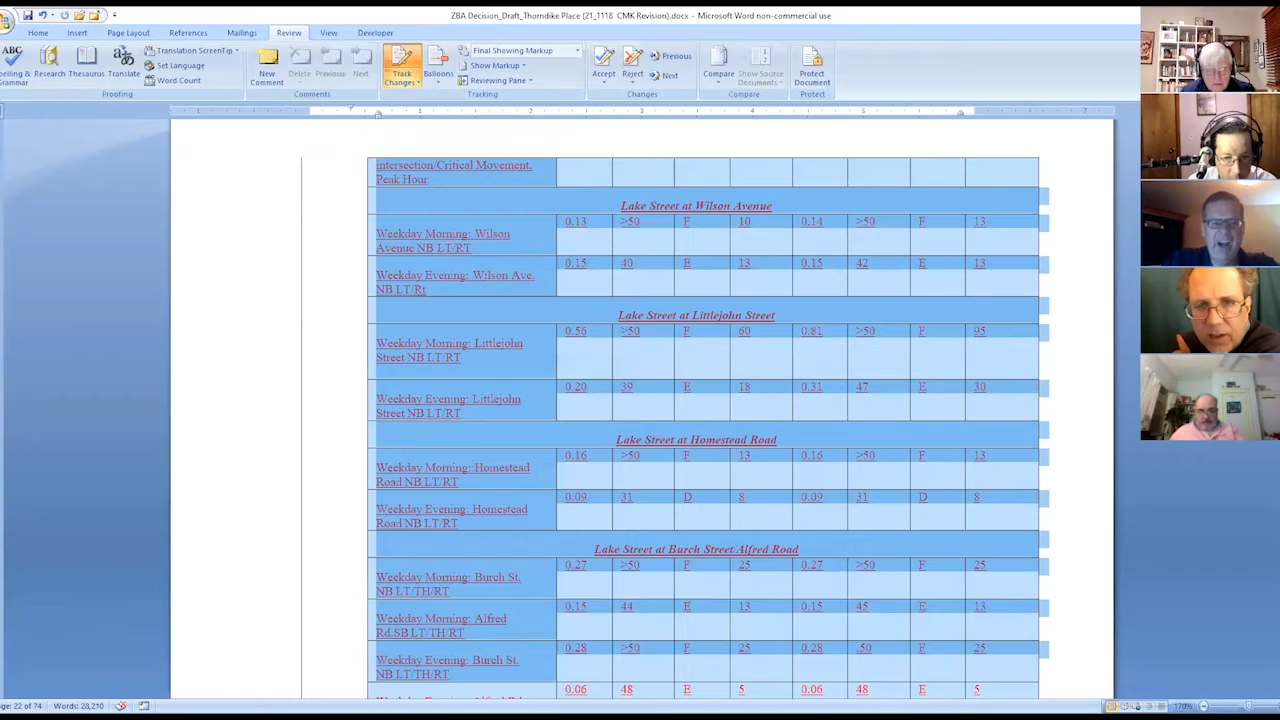 ZBA Decision_Draft_Thorndike Place (21_1118 CMK Revision).docx - Microsoft Word non-commercial use
Home Insert Page Layout References Mailings Review View Developer
ABC
Spelling & Grammar Research Thesaurus Translate Translation ScreenTip Set Language Word Count
New Comment Delete Previous Next
Track Changes Balloons Final Showing Markup Show Markup Reviewing Pane
Accept Reject Previous Next
Compare Show Source Documents Protect Document
Proofing Comments Tracking Changes Compare Protect
intersection/Critical Movement,
Peak Hour
Lake Street at Wilson Avenue
Weekday Morning: Wilson 0.13 >50 F 10 0.14 >50 F 13
Avenue NB LT/RT
Weekday Evening: Wilson Ave. 0.15 40 E 13 0.15 42 E 13
NB LT/Rt
Lake Street at Littlejohn Street
Weekday Morning: Littlejohn 0.56 >50 F 60 0.81 >50 F 95
Street NB LT/RT
Weekday Evening: Littlejohn 0.20 39 E 18 0.31 47 E 30
Street NB LT/RT
Lake Street at Homestead Road
Weekday Morning::Homestead 0.16 >50 F 13 0.16 >50 F 13
Road NB LT/RT
Weekday Evening: Homestead 0.09 31 D 8 0.09 31 D 8
Road NB LT/RT
Lake Street at Burch Street/Alfred Road
Weekday Morning: Burch St. 0.27 >50 F 25 0.27 >50 F 25
NB LT/TH/RT
Weekday Morning: Alfred 0.15 44 E 13 0.15 45 E 13
Rd.SB LT/TH/RT
Weekday Evening: Burch St. 0.28 >50 F 25 0.28 .50 F 25
NB LT/TH/RT
0.06 48 E 5 0.06 48 E 5
Page: 22 of 74 Words: 28,210 170%